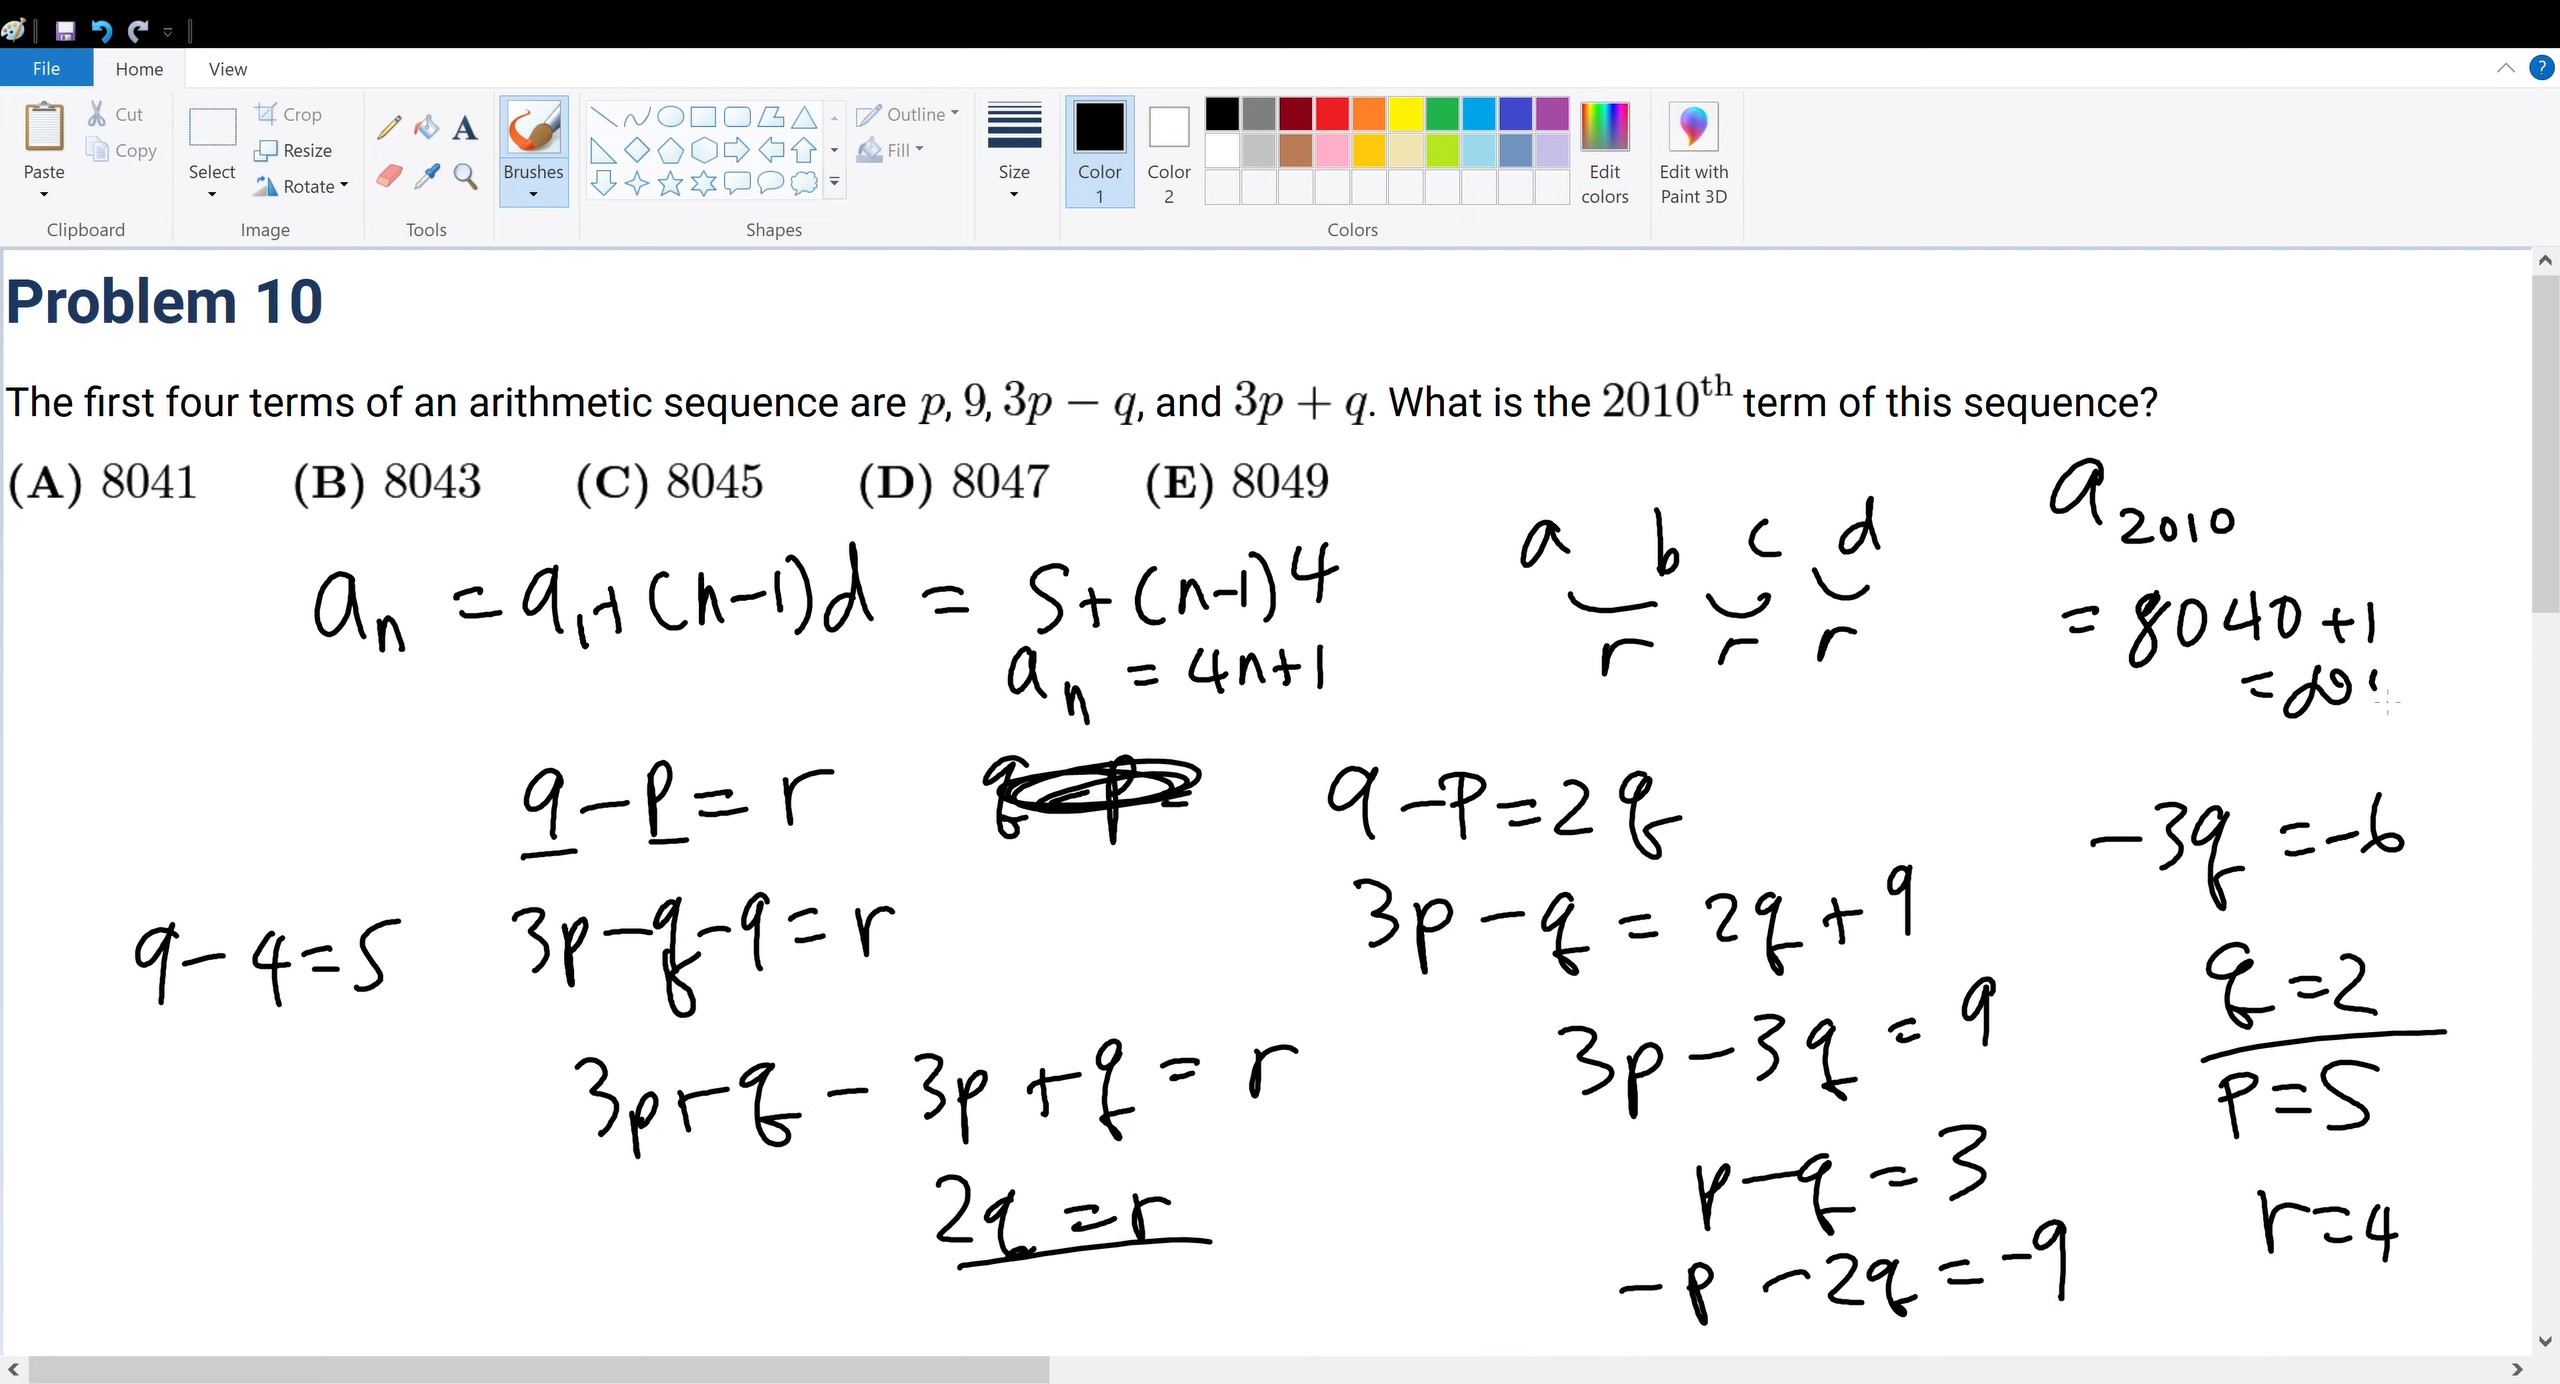 File Home View
Paste Cut Copy Clipboard
Select Crop Resize Rotate Image
Tools
Brushes
Shapes Outline Fill
Size
Color 1 Color 2 Edit colors Colors
Edit with Paint 3D
Problem 10
The first four terms of an arithmetic sequence are p, 9, 3p − q, and 3p + q. What is the 2010th term of this sequence?
(A) 8041 (B) 8043 (C) 8045 (D) 8047 (E) 8049
a b c d
r r r
a2010
= 8040+1
an = a1+(n-1)d = 5+(n-1)4
an = 4n+1
9-p=r
3p-q-9=r
9-4=5
3p+q - 3p+q = r
2q=r
9-p=2q
3p-q = 2q+9
3p-3q = 9
p-q=3
-p-2q=-9
-3q=-6
q=2
p=5
r=4